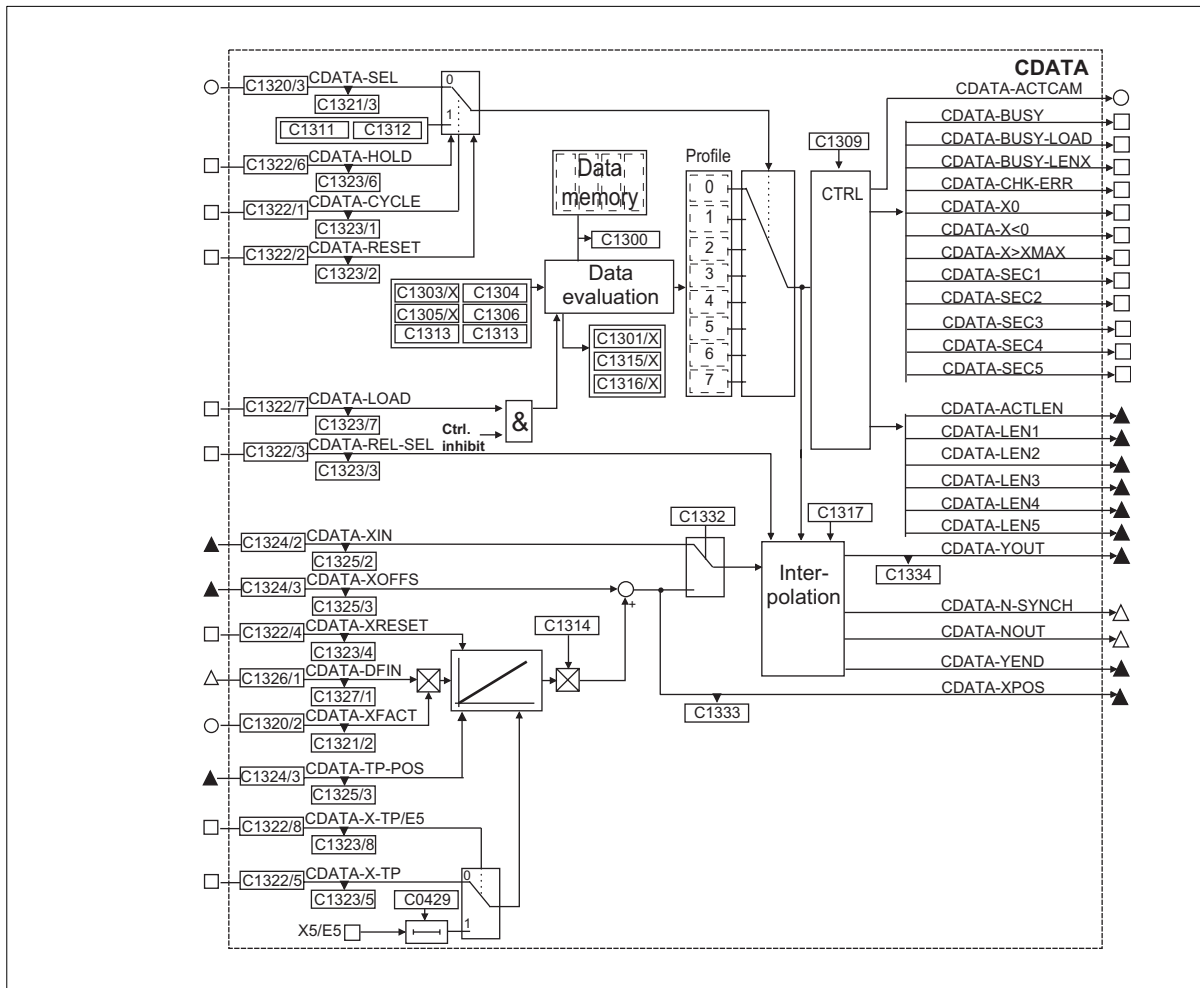 CDATA
C1320/3 CDATA-SEL
C1321/3
0
1
C1311 C1312
C1322/6 CDATA-HOLD
C1323/6
C1322/1 CDATA-CYCLE
C1323/1
C1322/2 CDATA-RESET
C1323/2
Data
memory
C1300
Data
evaluation
C1303/X C1304
C1305/X C1306
C1313 C1313
C1301/X
C1315/X
C1316/X
Profile
0
1
2
3
4
5
6
7
C1309
CTRL
CDATA-ACTCAM
CDATA-BUSY
CDATA-BUSY-LOAD
CDATA-BUSY-LENX
CDATA-CHK-ERR
CDATA-X0
CDATA-X<0
CDATA-X>XMAX
CDATA-SEC1
CDATA-SEC2
CDATA-SEC3
CDATA-SEC4
CDATA-SEC5
C1322/7 CDATA-LOAD
C1323/7
Ctrl.
inhibit
&
C1322/3 CDATA-REL-SEL
C1323/3
CDATA-ACTLEN
CDATA-LEN1
CDATA-LEN2
CDATA-LEN3
CDATA-LEN4
CDATA-LEN5
C1324/2 CDATA-XIN
C1325/2
C1332
C1317
Inter-
polation
CDATA-YOUT
C1334
C1324/3 CDATA-XOFFS
C1325/3
+
CDATA-N-SYNCH
CDATA-NOUT
CDATA-YEND
CDATA-XPOS
C1333
C1322/4 CDATA-XRESET
C1323/4
C1314
C1326/1 CDATA-DFIN
C1327/1
C1320/2 CDATA-XFACT
C1321/2
C1324/3 CDATA-TP-POS
C1325/3
C1322/8 CDATA-X-TP/E5
C1323/8
C1322/5 CDATA-X-TP
C1323/5
0
1
C0429
X5/E5